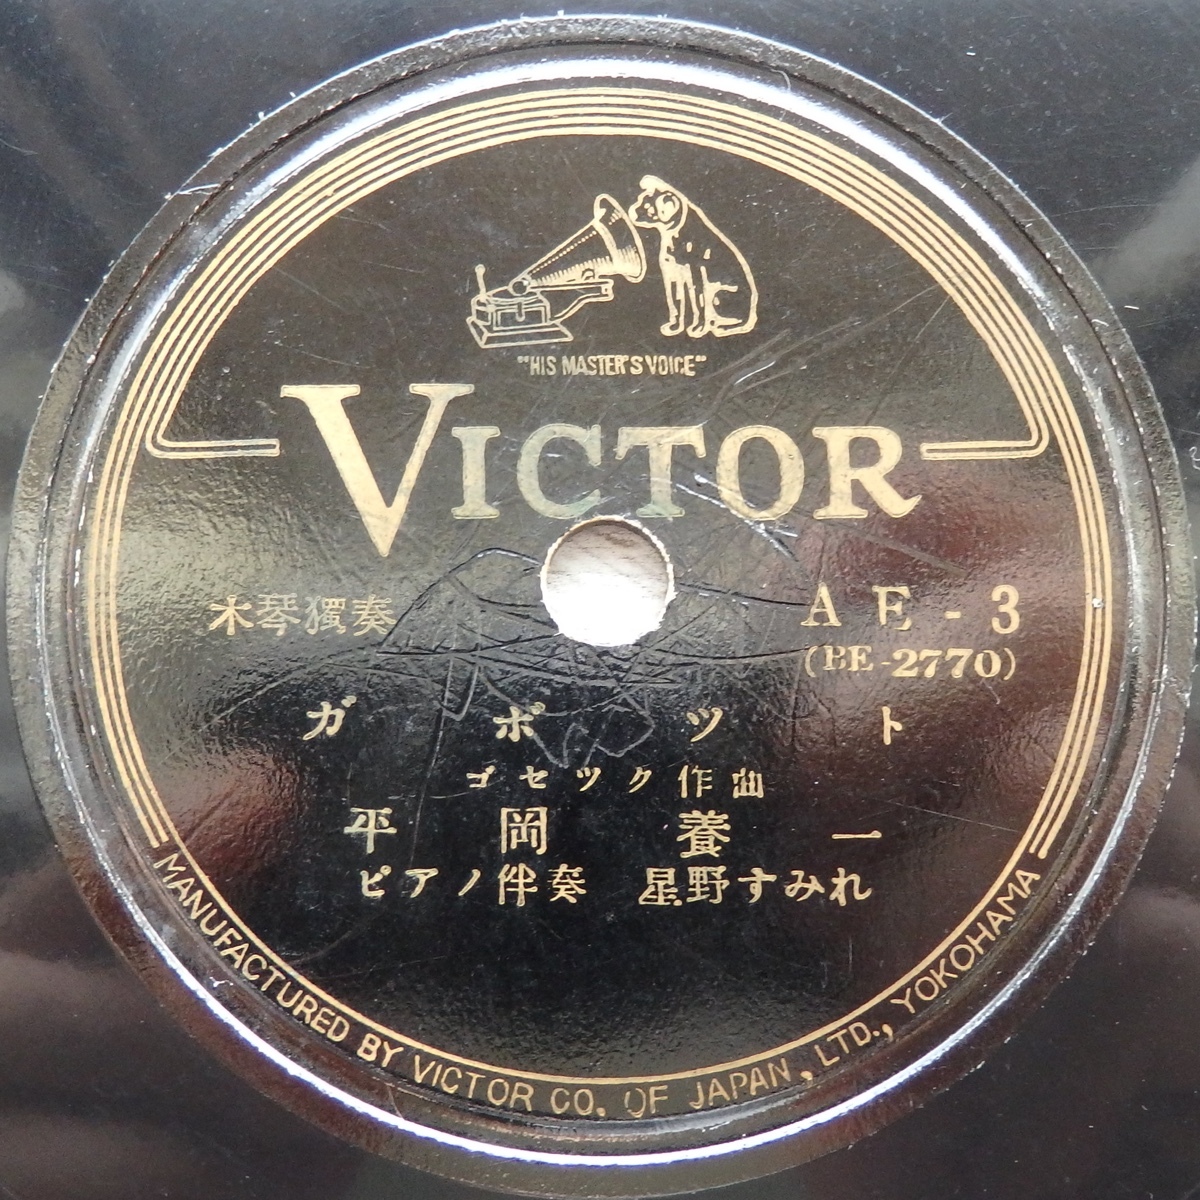 "HIS MASTER'S VOICE"
VICTOR
木琴獨奏
AE-3
(BE-2770)
ガボット
ゴセック作曲
平岡養一
ピアノ伴奏 星野すみれ
MANUFACTURED BY VICTOR CO. OF JAPAN, LTD., YOKOHAMA